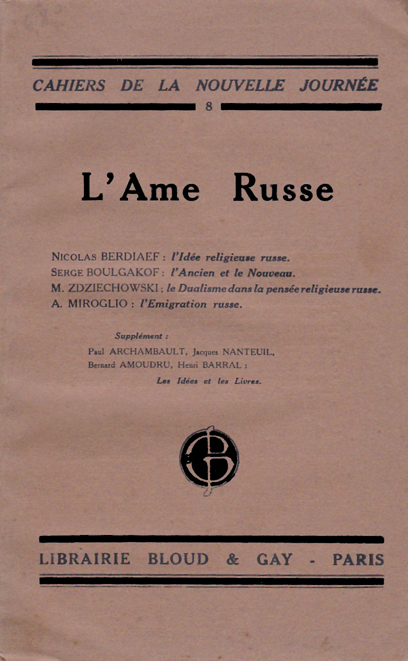 CAHIERS DE LA NOUVELLE JOURNÉE
8
L'Ame Russe
NICOLAS BERDIAEF : l'Idée religieuse russe.
SERGE BOULGAKOF : l'Ancien et le Nouveau.
M. ZDZIECHOWSKI : le Dualisme dans la pensée religieuse russe.
A. MIROGLIO : l'Emigration russe.
Supplément :
Paul ARCHAMBAULT, Jacques NANTEUIL,
Bernard AMOUDRU, Henri BARRAL :
Les Idées et les Livres.
LIBRAIRIE BLOUD & GAY - PARIS